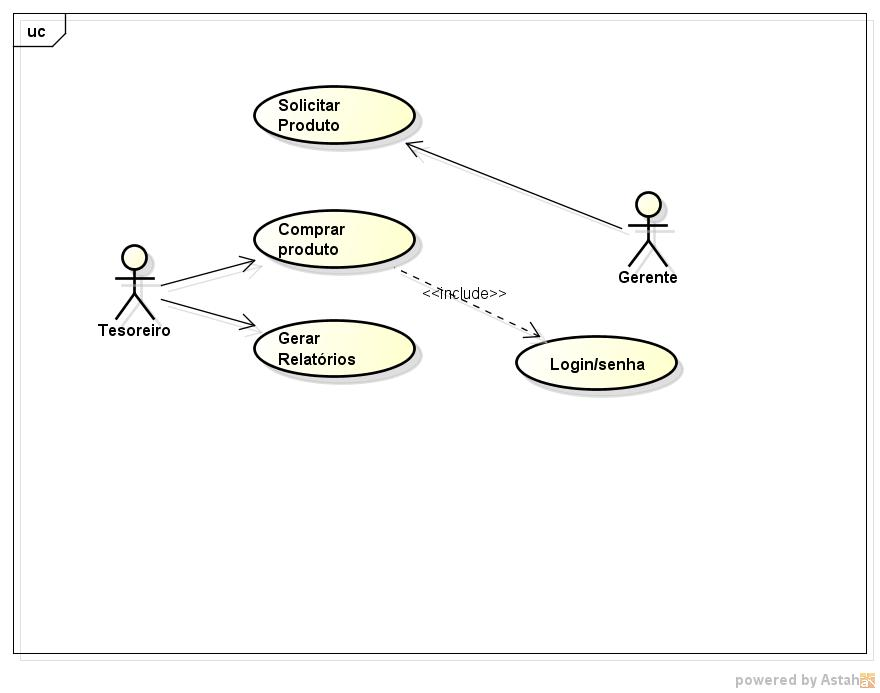 uc
Solicitar
Produto
Comprar
produto
<<include>>
Gerente
Tesoreiro
Gerar
Relatórios
Login/senha
powered by Astah